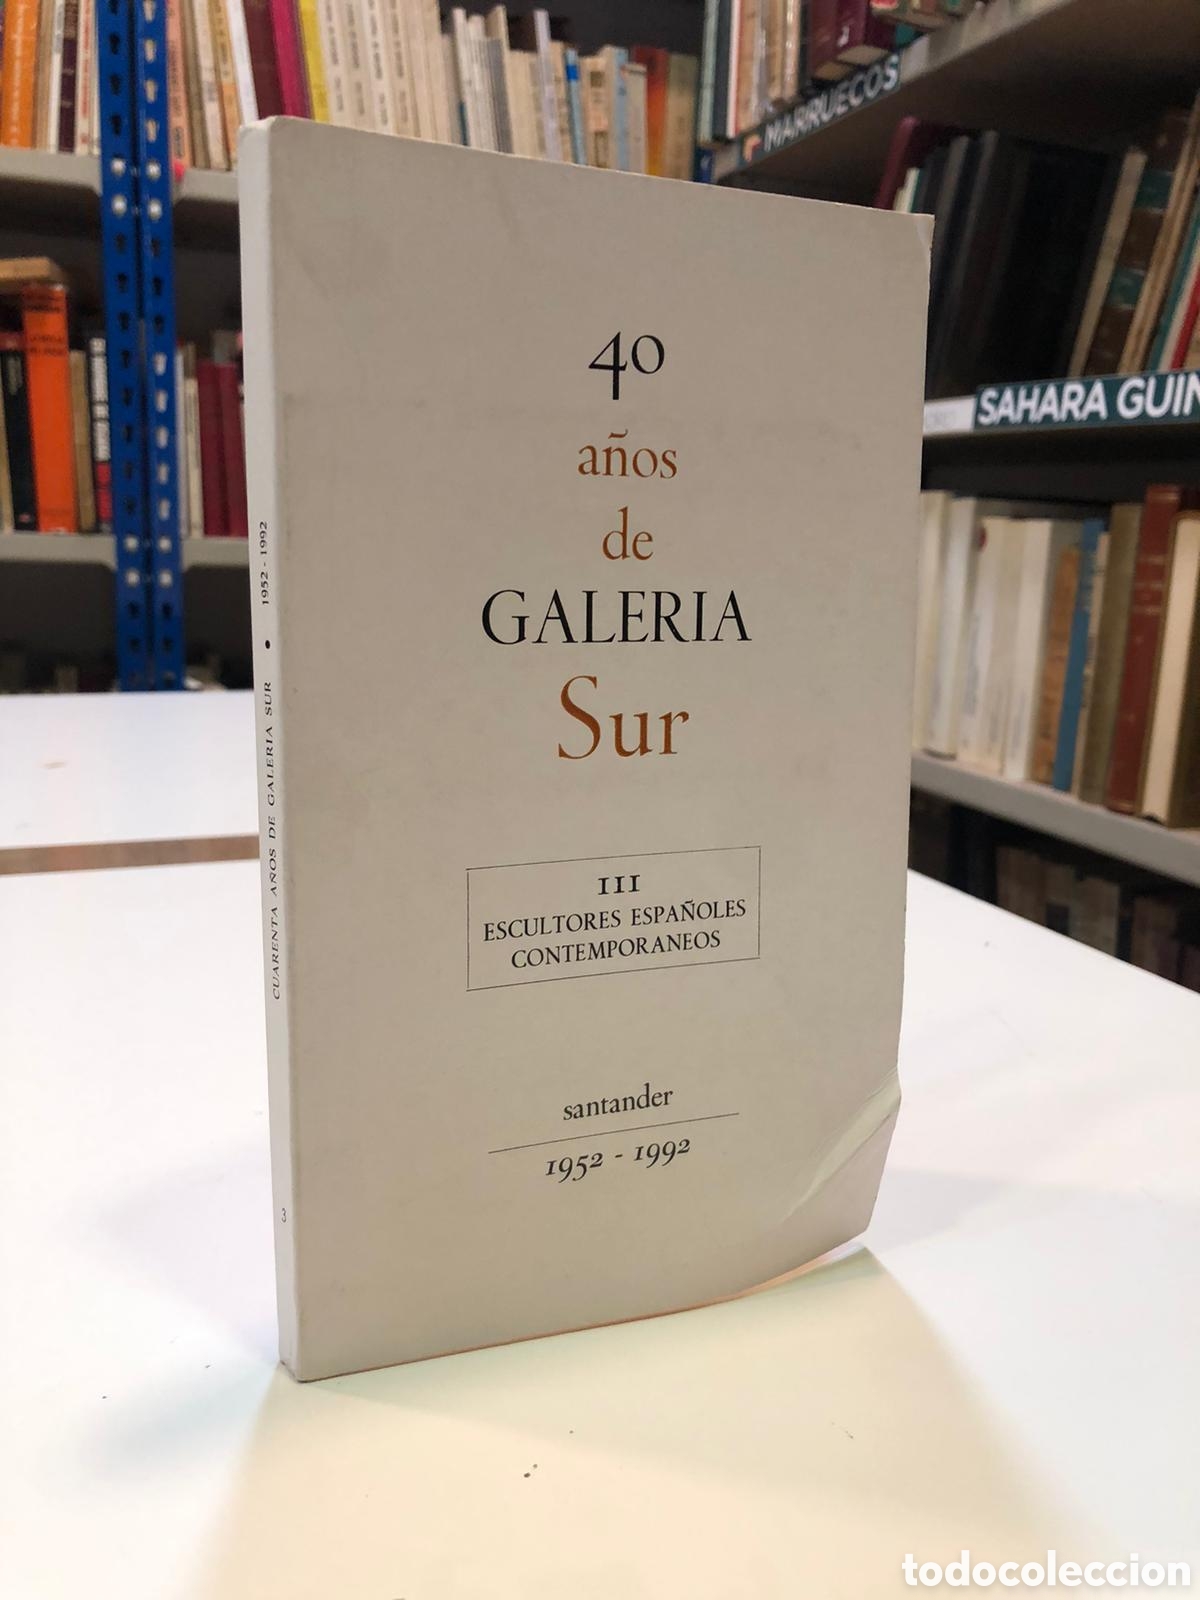 40
años
de
GALERIA
Sur
III
ESCULTORES ESPAÑOLES
CONTEMPORANEOS
santander
1952 - 1992
CUARENTA AÑOS DE GALERIA SUR • 1952 - 1992
3
MARRUECOS
SAHARA GUIN
todocoleccion